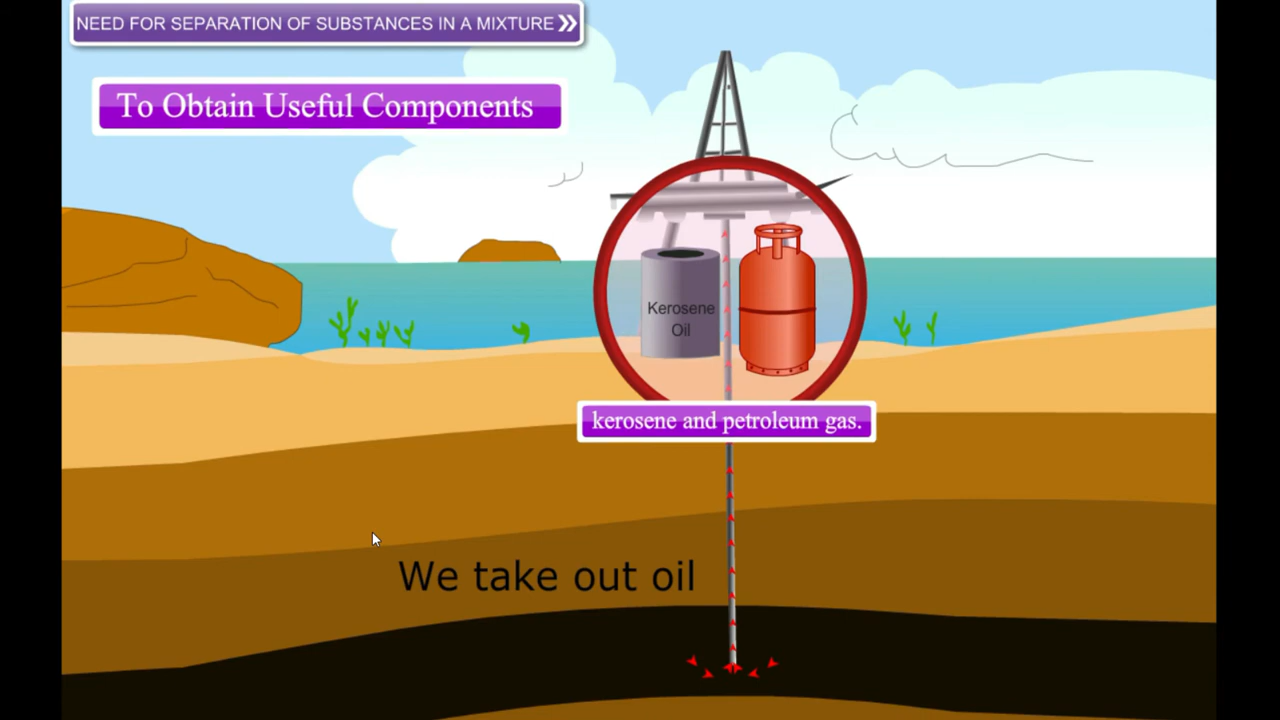 NEED FOR SEPARATION OF SUBSTANCES IN A MIXTURE
To Obtain Useful Components
Kerosene
Oil
kerosene and petroleum gas.
We take out oil